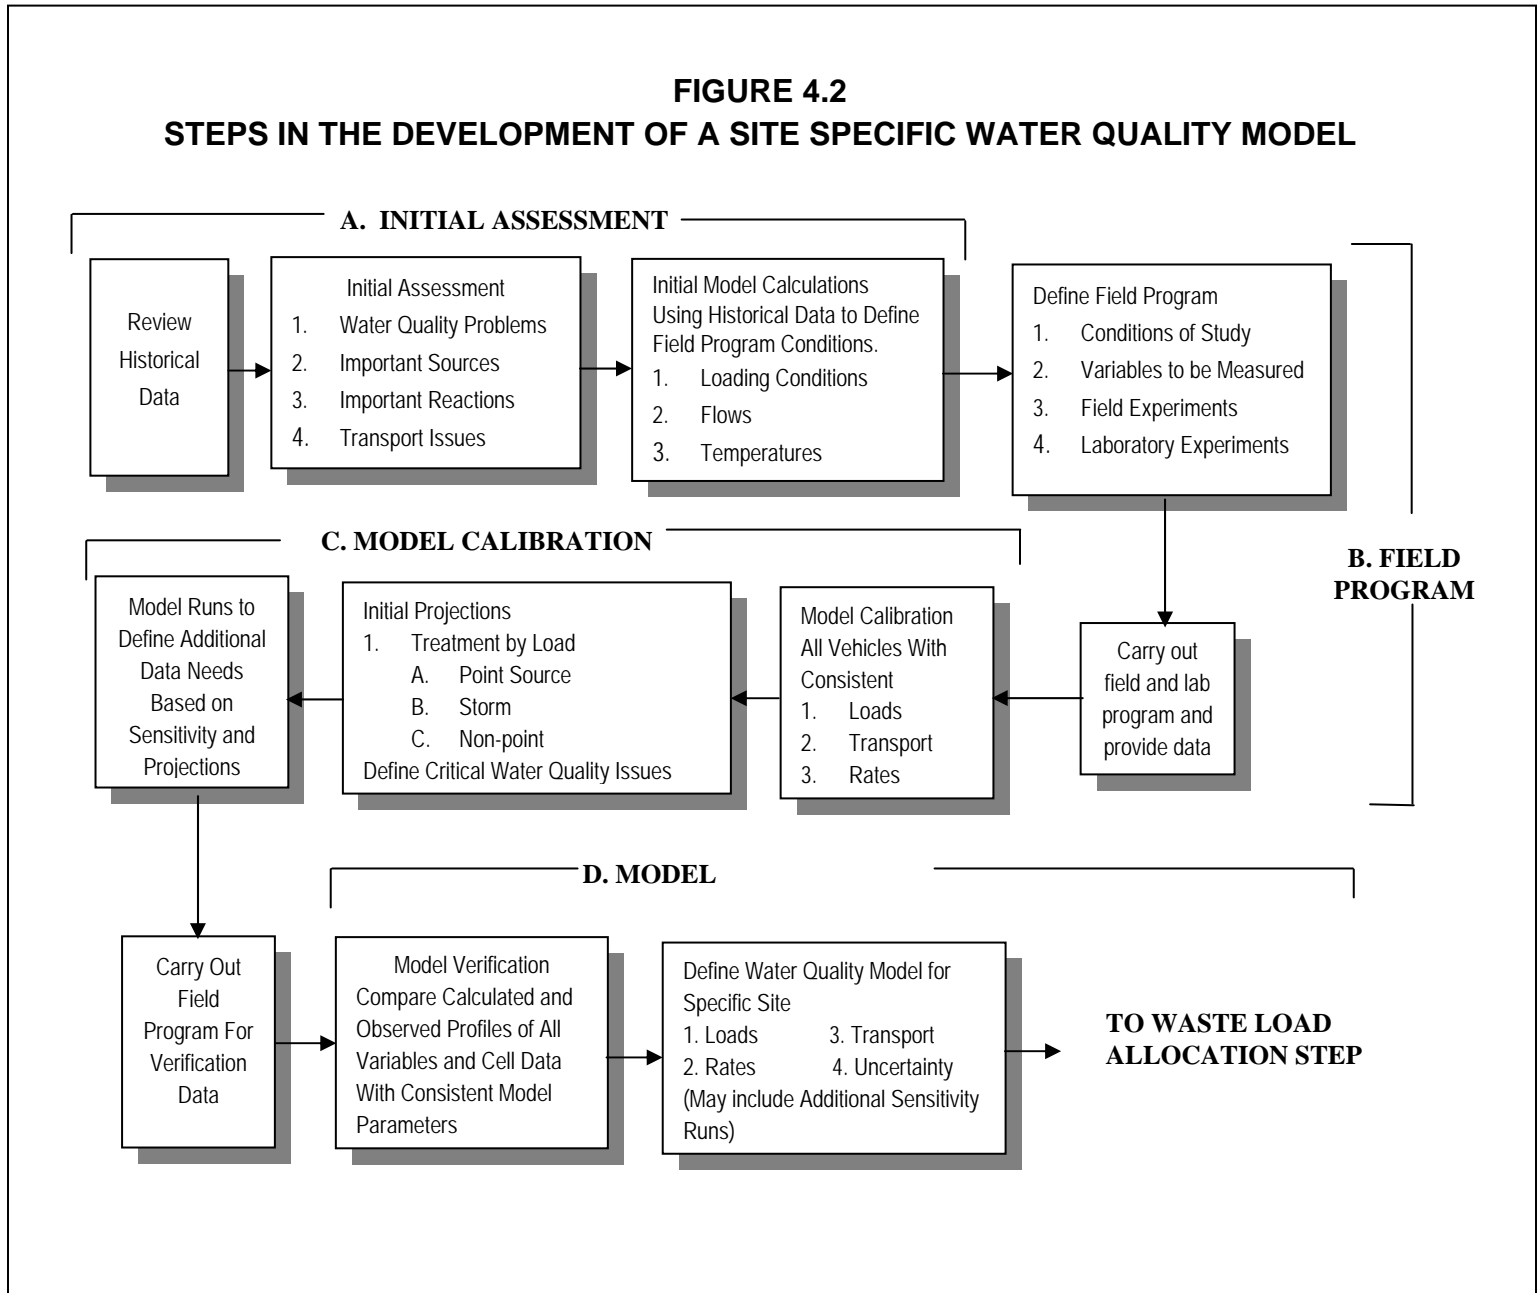 FIGURE 4.2
STEPS IN THE DEVELOPMENT OF A SITE SPECIFIC WATER QUALITY MODEL
A. INITIAL ASSESSMENT
Review
Historical
Data
Initial Assessment
1. Water Quality Problems
2. Important Sources
3. Important Reactions
4. Transport Issues
Initial Model Calculations
Using Historical Data to Define
Field Program Conditions.
1. Loading Conditions
2. Flows
3. Temperatures
Define Field Program
1. Conditions of Study
2. Variables to be Measured
3. Field Experiments
4. Laboratory Experiments
B. FIELD
PROGRAM
Carry out
field and lab
program and
provide data
C. MODEL CALIBRATION
Model Calibration
All Vehicles With
Consistent
1. Loads
2. Transport
3. Rates
Initial Projections
1. Treatment by Load
A. Point Source
B. Storm
C. Non-point
Define Critical Water Quality Issues
Model Runs to
Define Additional
Data Needs
Based on
Sensitivity and
Projections
Carry Out
Field
Program For
Verification
Data
D. MODEL
Model Verification
Compare Calculated and
Observed Profiles of All
Variables and Cell Data
With Consistent Model
Parameters
Define Water Quality Model for
Specific Site
1. Loads 3. Transport
2. Rates 4. Uncertainty
(May include Additional Sensitivity
Runs)
TO WASTE LOAD
ALLOCATION STEP